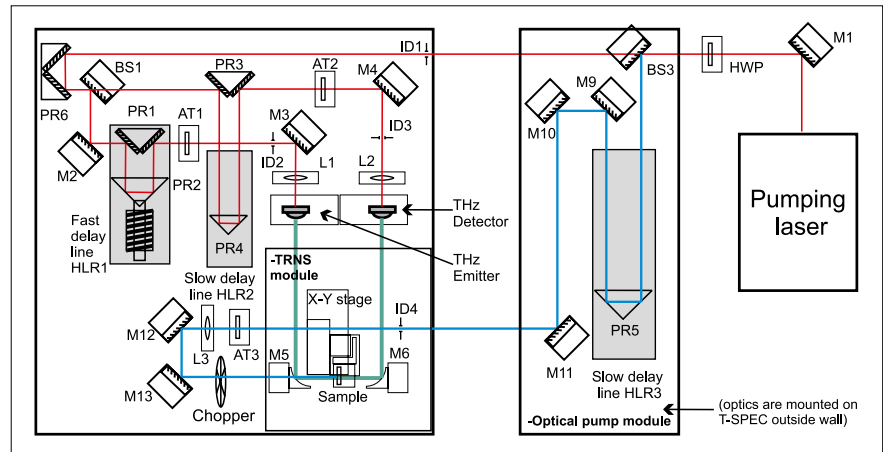 ID1
M1
BS1
PR3
AT2
M4
BS3
HWP
PR6
M9
M10
PR1
AT1
M3
ID3
M2
ID2
L1
L2
PR2
Pumping
laser
Fast
delay
line
HLR1
PR4
THz
Detector
THz
Emitter
Slow delay
line HLR2
-TRNS
module
X-Y stage
ID4
PR5
M12
L3
AT3
M5
M6
M11
M13
Chopper
Sample
Slow delay
line HLR3
-Optical pump module
(optics are mounted on
T-SPEC outside wall)